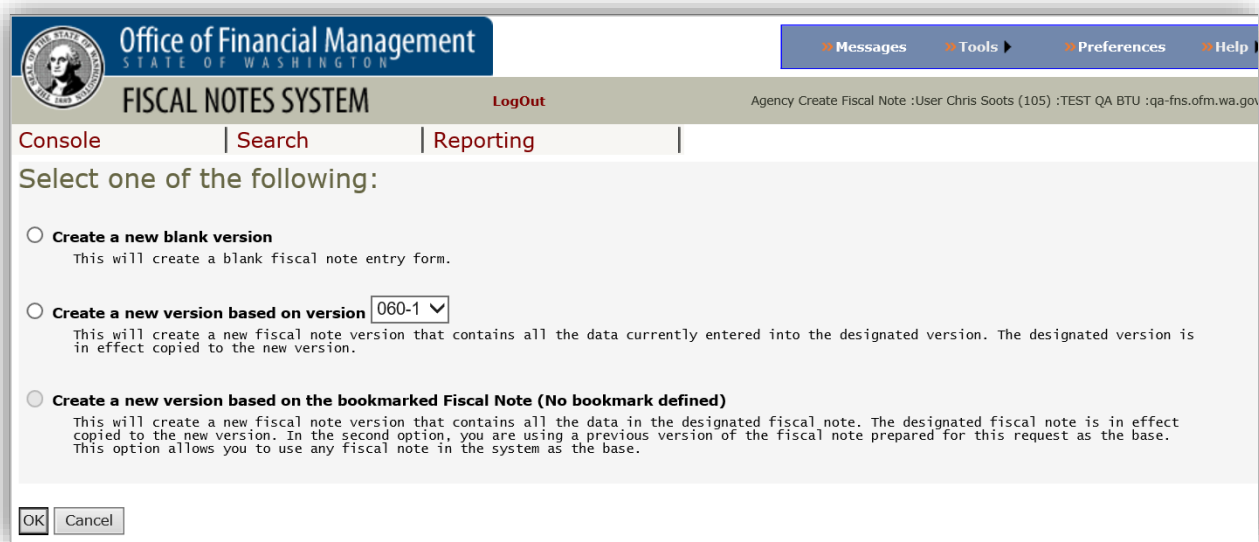 Office of Financial Management
STATE OF WASHINGTON
»Messages »Tools »Preferences »Help
FISCAL NOTES SYSTEM LogOut Agency Create Fiscal Note :User Chris Soots (105) :TEST QA BTU :qa-fns.ofm.wa.gov
Console Search Reporting
Select one of the following:
Create a new blank version
This will create a blank fiscal note entry form.
Create a new version based on version 060-1
This will create a new fiscal note version that contains all the data currently entered into the designated version. The designated version is
in effect copied to the new version.
Create a new version based on the bookmarked Fiscal Note (No bookmark defined)
This will create a new fiscal note version that contains all the data in the designated fiscal note. The designated fiscal note is in effect
copied to the new version. In the second option, you are using a previous version of the fiscal note prepared for this request as the base.
This option allows you to use any fiscal note in the system as the base.
OK Cancel